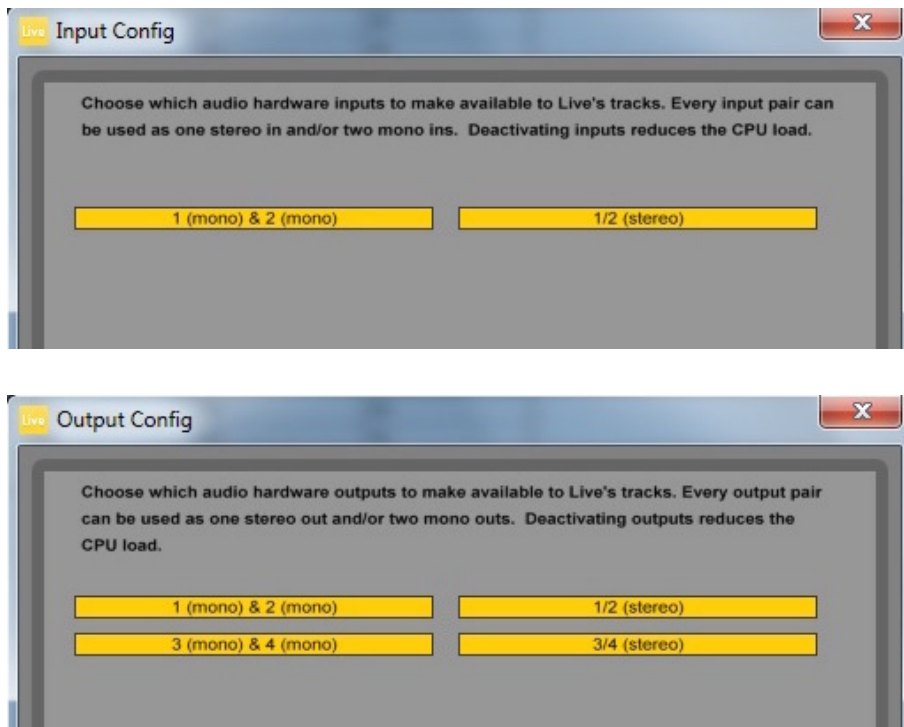 Live Input Config
Choose which audio hardware inputs to make available to Live's tracks. Every input pair can
be used as one stereo in and/or two mono ins. Deactivating inputs reduces the CPU load.
1 (mono) & 2 (mono) 1/2 (stereo)
Live Output Config
Choose which audio hardware outputs to make available to Live's tracks. Every output pair
can be used as one stereo out and/or two mono outs. Deactivating outputs reduces the
CPU load.
1 (mono) & 2 (mono) 1/2 (stereo)
3 (mono) & 4 (mono) 3/4 (stereo)